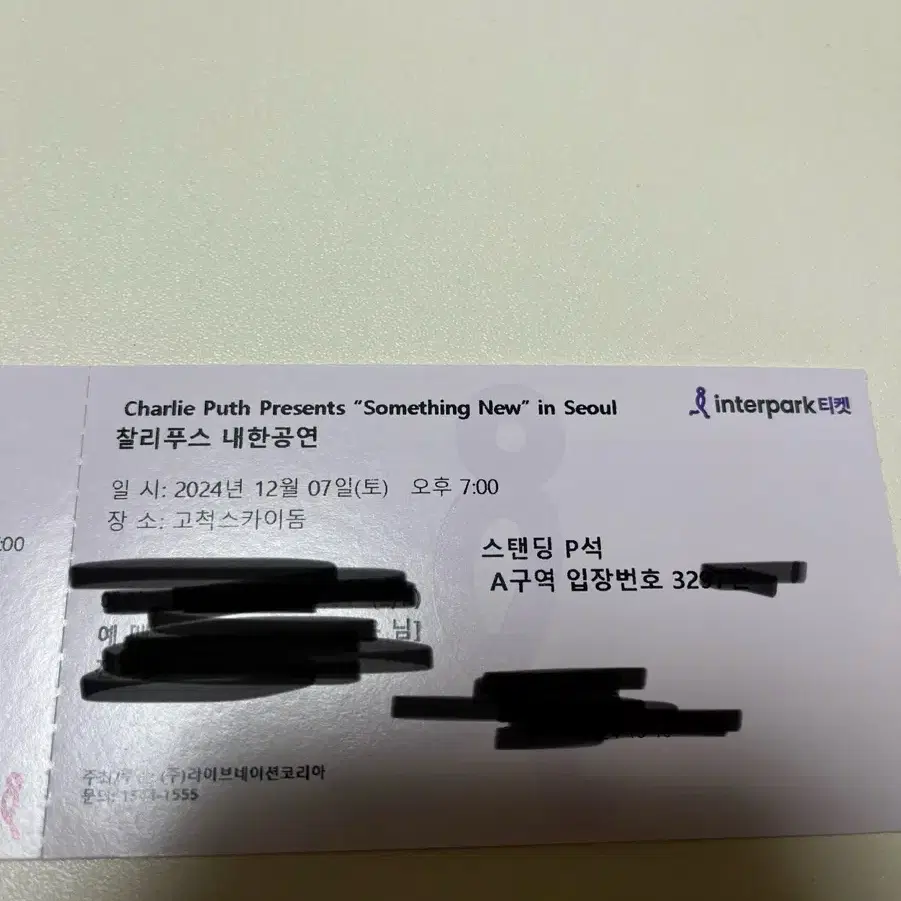 Charlie Puth Presents “Something New” in Seoul
interpark티켓
찰리푸스 내한공연
일 시: 2024년 12월 07일(토) 오후 7:00
장 소: 고척스카이돔
:00
스탠딩 P석
A구역 입장번호
님]
(주)라이브네이션코리아